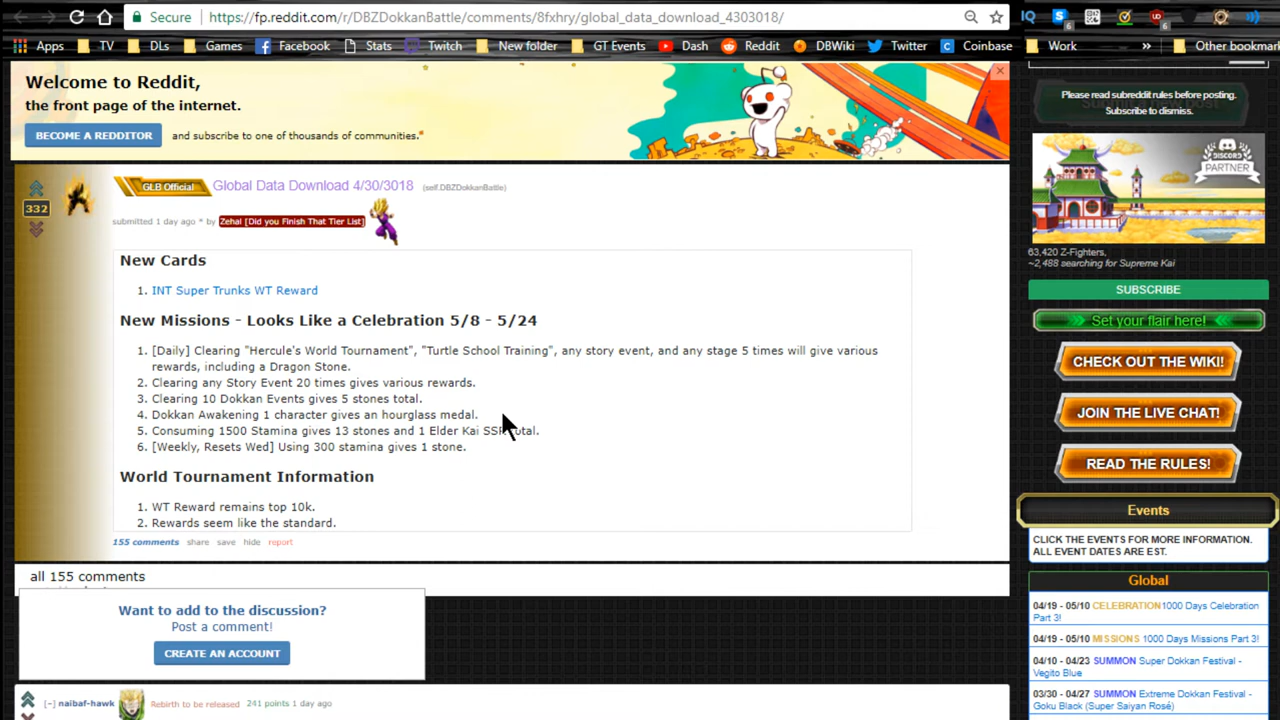 Secure
https://fp.reddit.com/r/DBZDokkanBattle/comments/8fxhry/global_data_download_4303018/
Apps TV DLs Games Facebook Stats Twitch New folder GT Events Dash Reddit DBWiki Twitter Coinbase Work » Other bookmark
Welcome to Reddit,
the front page of the internet.
BECOME A REDDITOR and subscribe to one of thousands of communities.
GLB Official Global Data Download 4/30/3018 (self.DBZDokkanBattle)
332
submitted 1 day ago * by Zehal [Did you Finish That Tier List]
New Cards
1. INT Super Trunks WT Reward
New Missions - Looks Like a Celebration 5/8 - 5/24
1. [Daily] Clearing "Hercule's World Tournament", "Turtle School Training", any story event, and any stage 5 times will give various
rewards, including a Dragon Stone.
2. Clearing any Story Event 20 times gives various rewards.
3. Clearing 10 Dokkan Events gives 5 stones total.
4. Dokkan Awakening 1 character gives an hourglass medal.
5. Consuming 1500 Stamina gives 13 stones and 1 Elder Kai SSR total.
6. [Weekly, Resets Wed] Using 300 stamina gives 1 stone.
World Tournament Information
1. WT Reward remains top 10k.
2. Rewards seem like the standard.
155 comments share save hide report
all 155 comments
Want to add to the discussion?
Post a comment!
CREATE AN ACCOUNT
[–] naibaf-hawk Rebirth to be released 241 points 1 day ago
Please read subreddit rules before posting.
Subscribe to dismiss.
DISCORD
PARTNER
63,420 Z-Fighters,
~2,488 searching for Supreme Kai
SUBSCRIBE
Set your flair here!
CHECK OUT THE WIKI!
JOIN THE LIVE CHAT!
READ THE RULES!
Events
CLICK THE EVENTS FOR MORE INFORMATION.
ALL EVENT DATES ARE EST.
Global
04/19 - 05/10 CELEBRATION 1000 Days Celebration
Part 3!
04/19 - 05/10 MISSIONS 1000 Days Missions Part 3!
04/10 - 04/23 SUMMON Super Dokkan Festival -
Vegito Blue
03/30 - 04/27 SUMMON Extreme Dokkan Festival -
Goku Black (Super Saiyan Rosé)